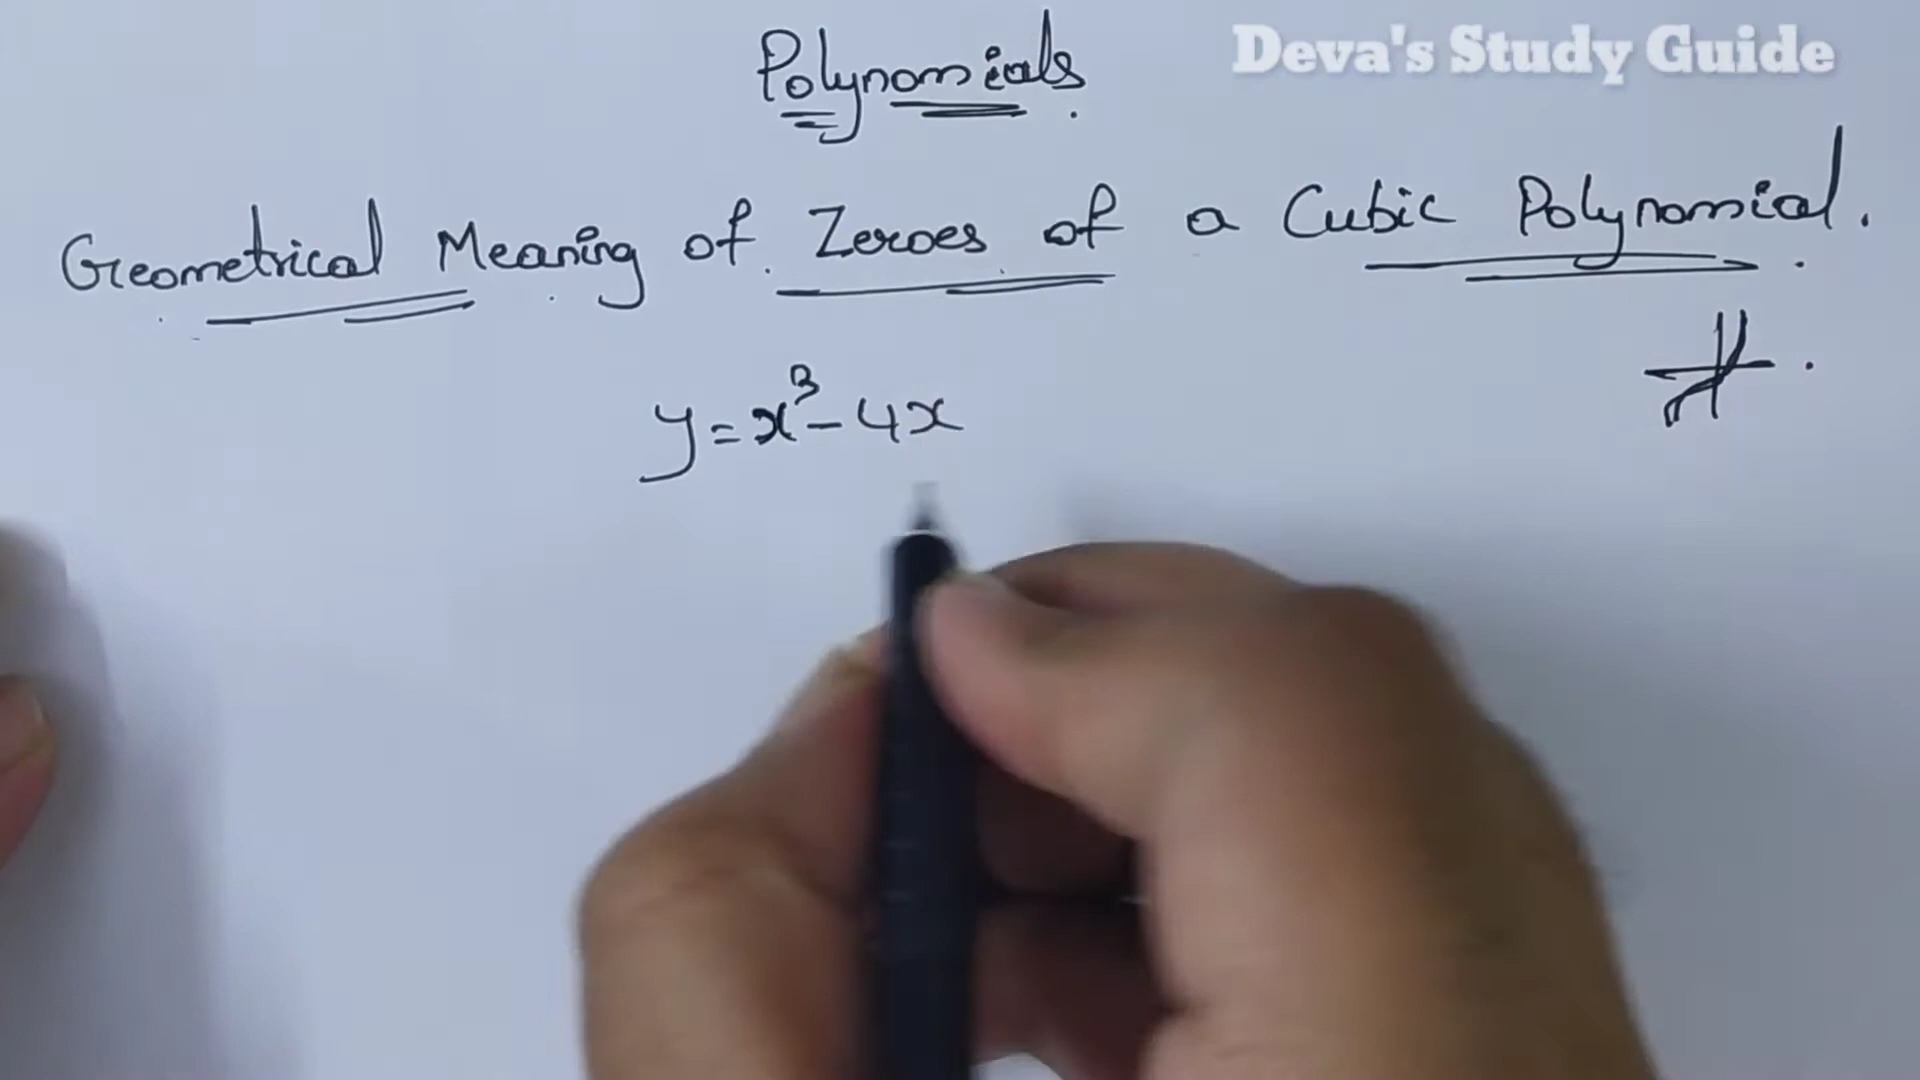 Deva's Study Guide
Polynomials.
Geometrical Meaning of Zeroes of a Cubic Polynomial.
y=x³-4x